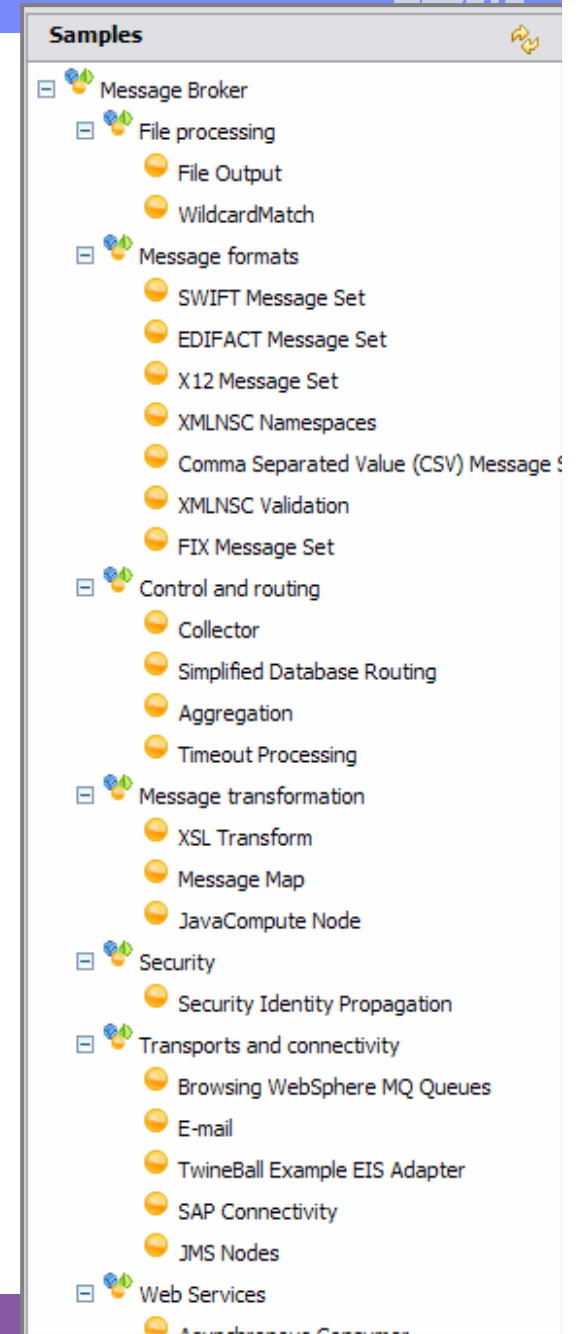 Samples
Message Broker
File processing
File Output
WildcardMatch
Message formats
SWIFT Message Set
EDIFACT Message Set
X12 Message Set
XMLNSC Namespaces
Comma Separated Value (CSV) Message S
XMLNSC Validation
FIX Message Set
Control and routing
Collector
Simplified Database Routing
Aggregation
Timeout Processing
Message transformation
XSL Transform
Message Map
JavaCompute Node
Security
Security Identity Propagation
Transports and connectivity
Browsing WebSphere MQ Queues
E-mail
TwineBall Example EIS Adapter
SAP Connectivity
JMS Nodes
Web Services
Asynchronous Consumer